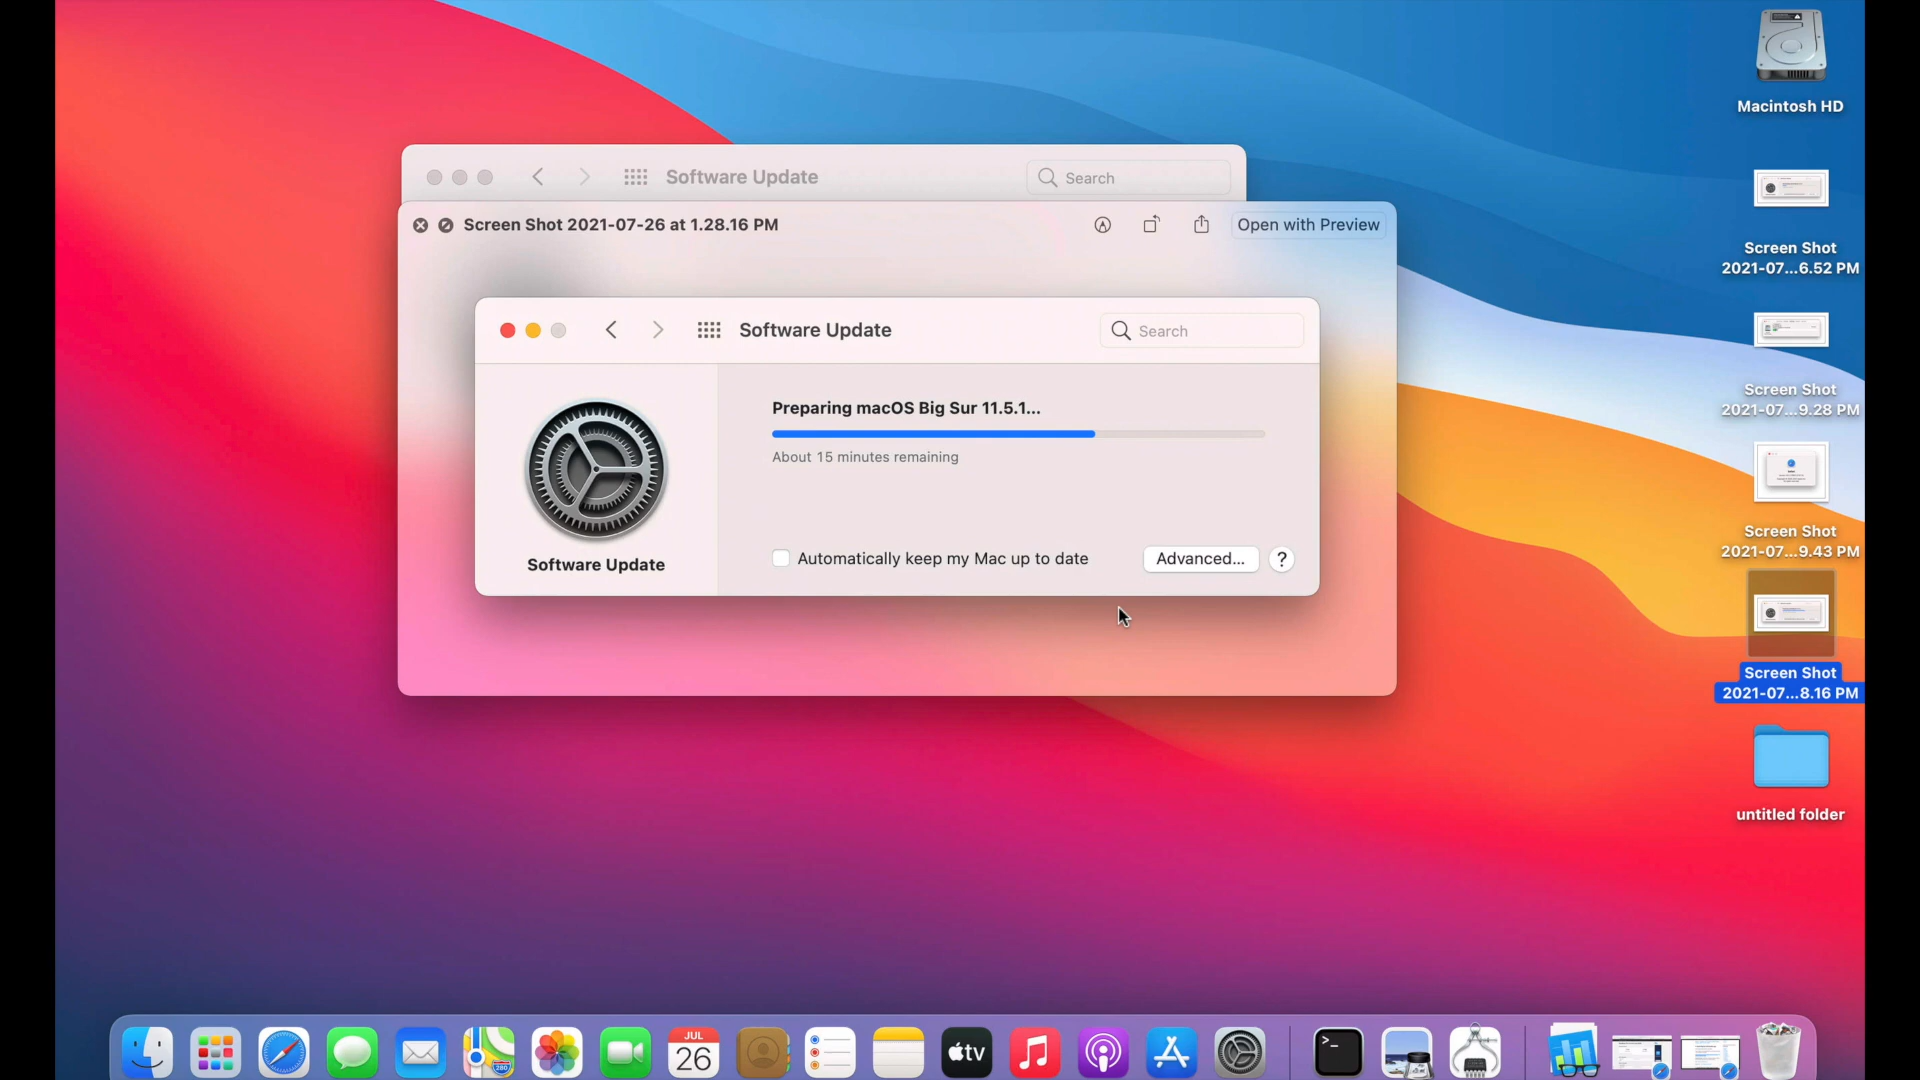 Macintosh HD
Software Update
Search
Screen Shot 2021-07-26 at 1.28.16 PM
Open with Preview
Screen Shot
2021-07...6.52 PM
Software Update
Search
Preparing macOS Big Sur 11.5.1...
About 15 minutes remaining
Screen Shot
2021-07...9.28 PM
Screen Shot
2021-07...9.43 PM
Software Update
Automatically keep my Mac up to date
Advanced...
?
Screen Shot
2021-07...8.16 PM
untitled folder
JUL
26
280
tv
>_